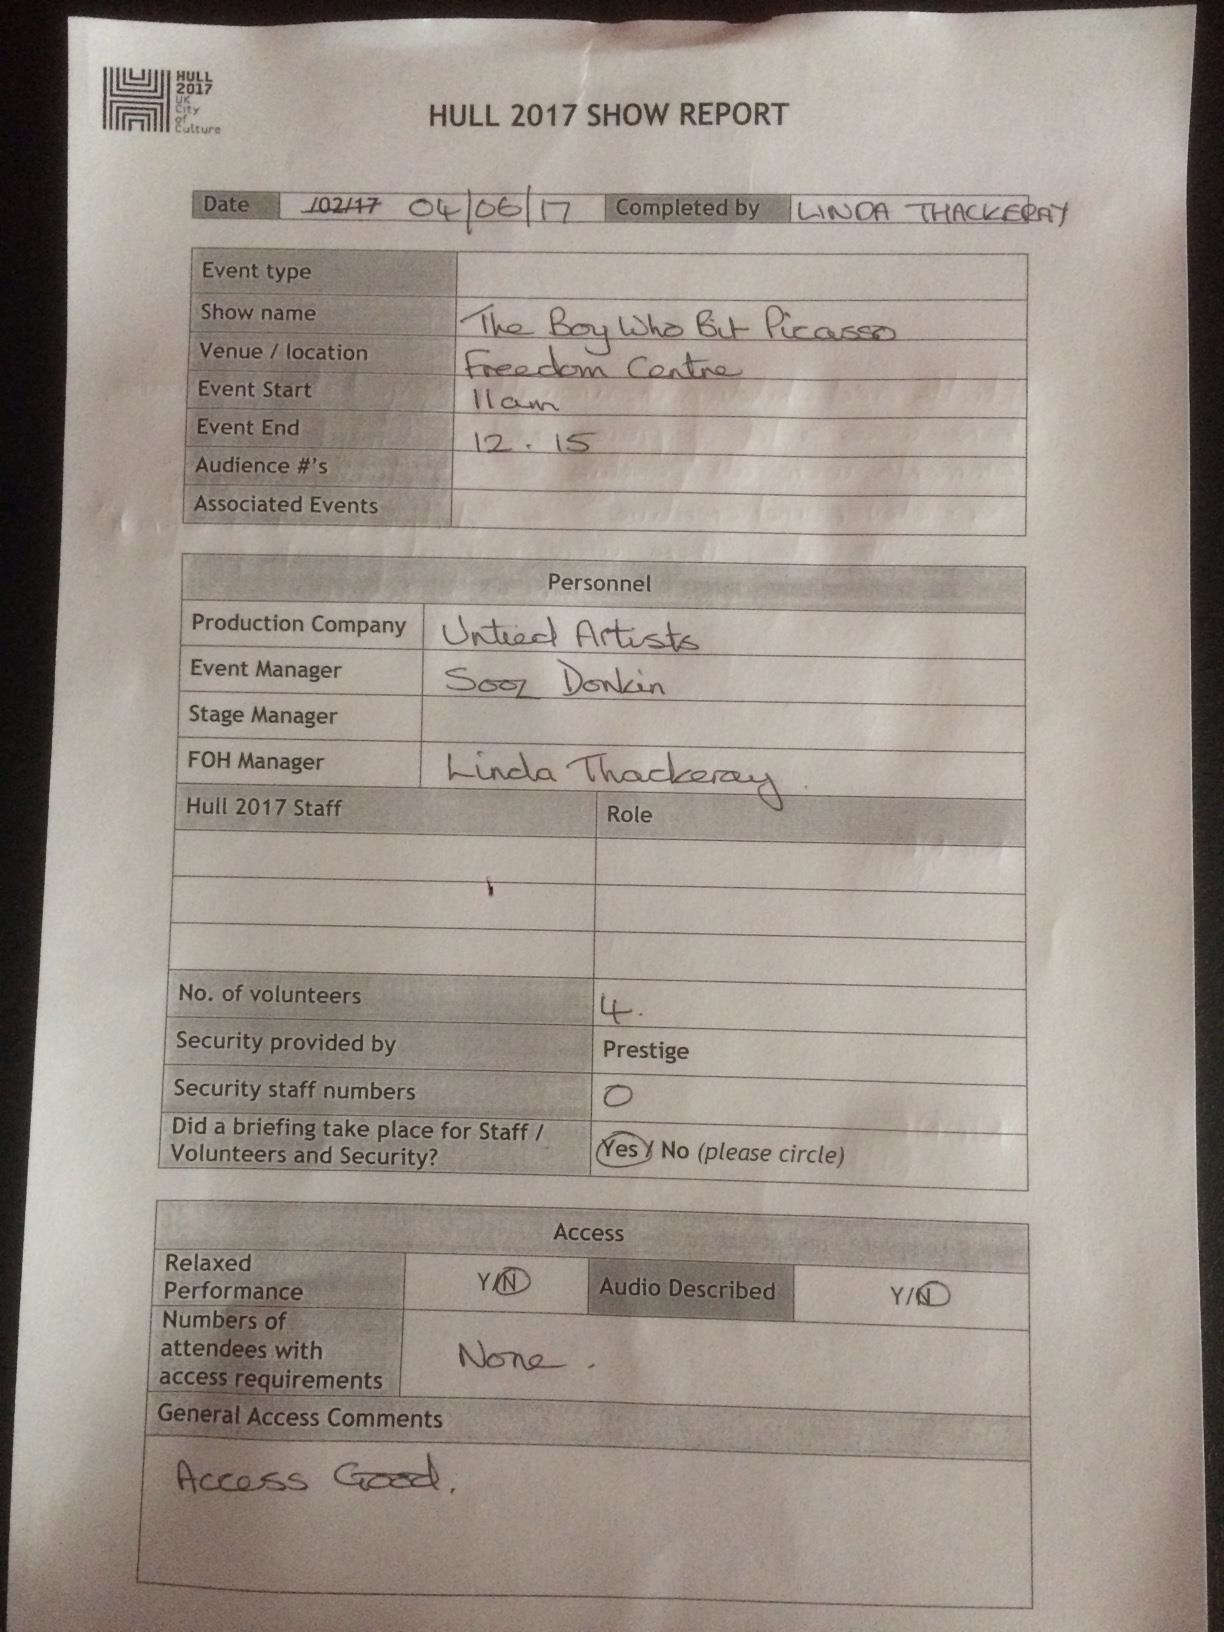 HULL
2017
UK
City
of
Culture
HULL 2017 SHOW REPORT
Date /02/17 04/06/17 Completed by LINDA THACKERAY
Event type
Show name The Boy Who Bit Picasso
Venue / location Freedom Centre
Event Start 11am
Event End 12.15
Audience #'s
Associated Events
Personnel
Production Company Untied Artists
Event Manager Sooz Donkin
Stage Manager
FOH Manager Linda Thackeray
Hull 2017 Staff Role
No. of volunteers 4.
Security provided by Prestige
Security staff numbers 0
Did a briefing take place for Staff /
Volunteers and Security? Yes / No (please circle)
Access
Relaxed
Performance Y/N Audio Described Y/N
Numbers of
attendees with
access requirements None.
General Access Comments
Access Good.